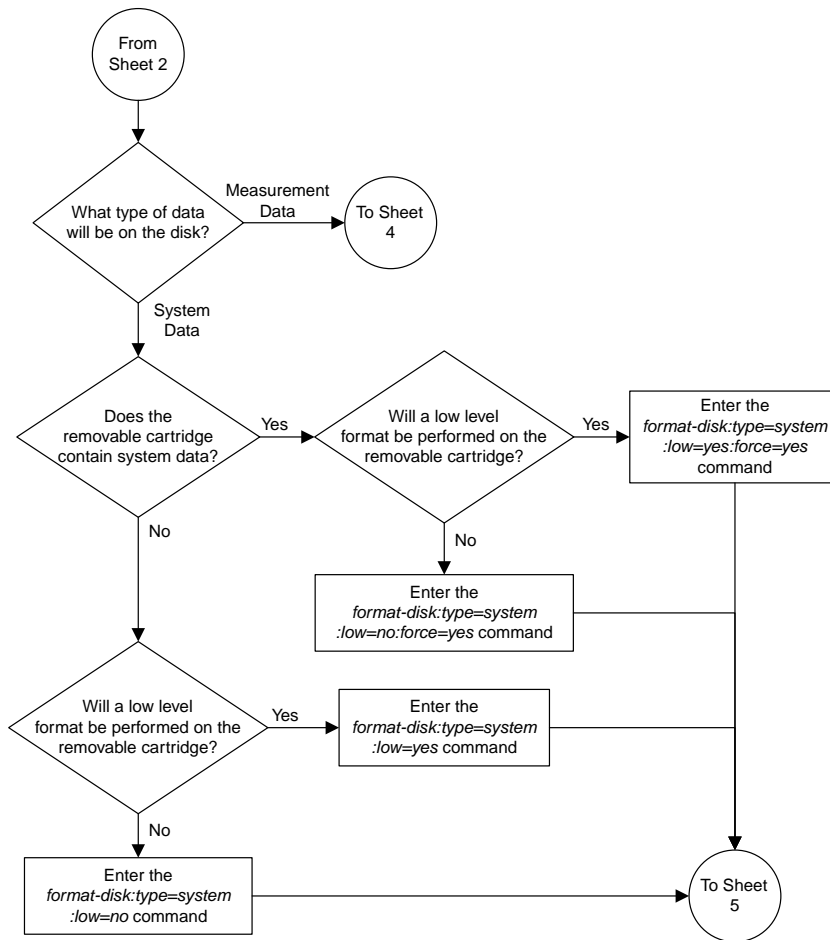 From
Sheet 2
What type of data
will be on the disk?
Measurement
Data
To Sheet
4
System
Data
Does the
removable cartridge
contain system data?
Yes
Will a low level
format be performed on the
removable cartridge?
Yes
Enter the
format-disk:type=system
:low=yes:force=yes
command
No
No
Enter the
format-disk:type=system
:low=no:force=yes command
Will a low level
format be performed on the
removable cartridge?
Yes
Enter the
format-disk:type=system
:low=yes command
No
Enter the
format-disk:type=system
:low=no command
To Sheet
5